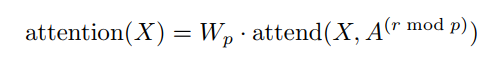 attention(X) = W_p · attend(X, A^{(r mod p)})